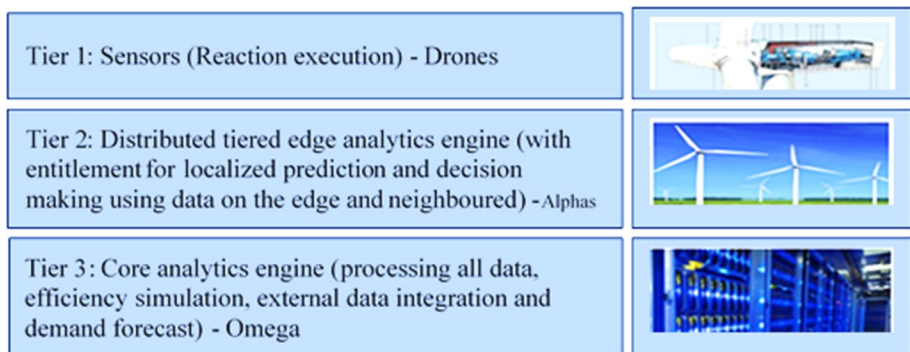 Tier 1: Sensors (Reaction execution) - Drones
Tier 2: Distributed tiered edge analytics engine (with
entitlement for localized prediction and decision
making using data on the edge and neighboured) -Alphas
Tier 3: Core analytics engine (processing all data,
efficiency simulation, external data integration and
demand forecast) - Omega